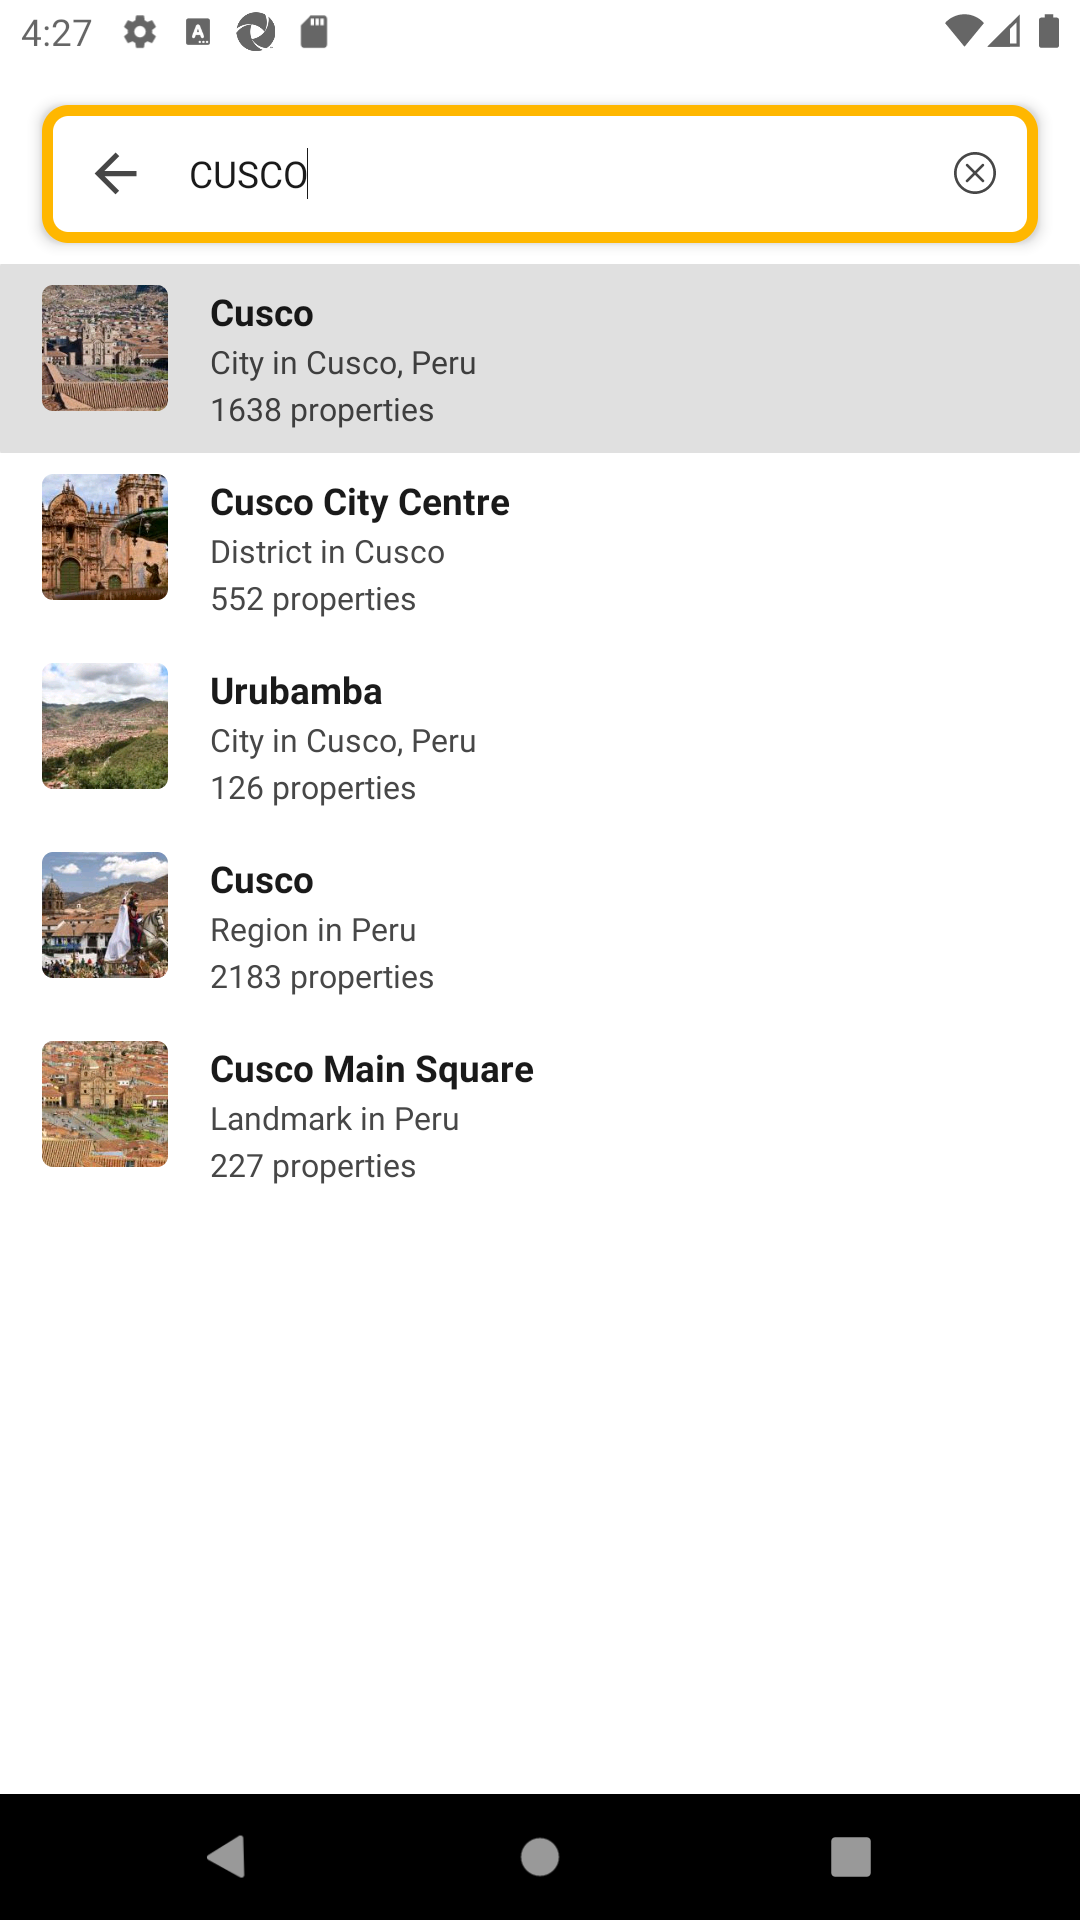 4:27
CUSCO
Cusco
City in Cusco, Peru
1638 properties
Cusco City Centre
District in Cusco
552 properties
Urubamba
City in Cusco, Peru
126 properties
Cusco
Region in Peru
2183 properties
Cusco Main Square
Landmark in Peru
227 properties